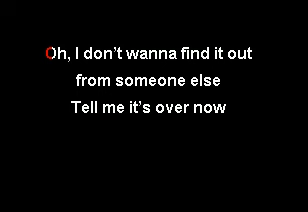 Oh, I don't wanna find it out
from someone else
Tell me it's over now